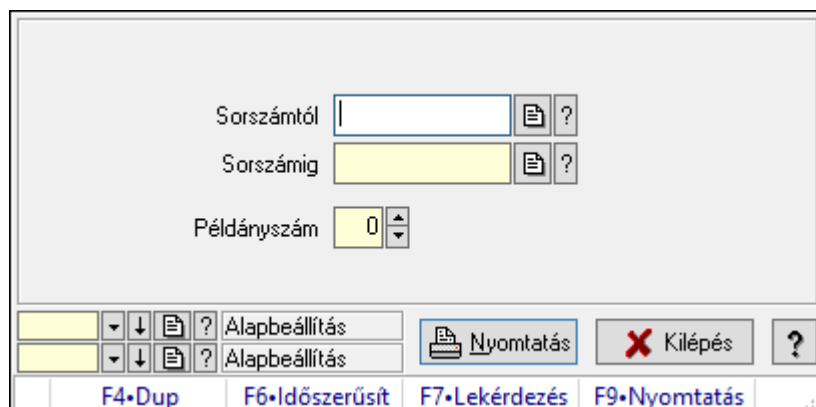 Sorszámtól ?
Sorszámig ?
Példányszám 0
? Alapbeállítás
? Alapbeállítás
Nyomtatás Kilépés ?
F4•Dup F6•Időszerűsít F7•Lekérdezés F9•Nyomtatás